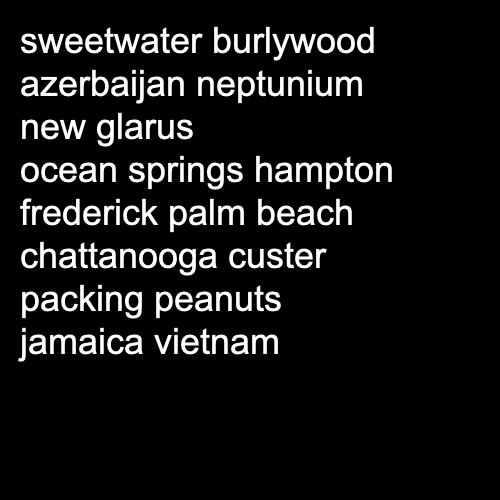 sweetwater burlywood
azerbaijan neptunium
new glarus
ocean springs hampton
frederick palm beach
chattanooga custer
packing peanuts
jamaica vietnam